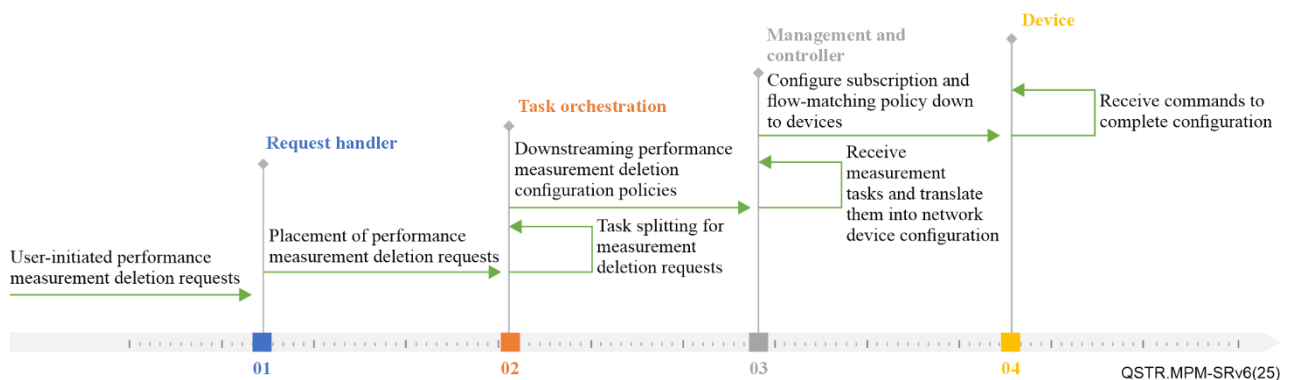 Device
Management and
controller
Configure subscription and
flow-matching policy down
to devices
Receive commands to
complete configuration
Task orchestration
Request handler
Downstreaming performance
measurement deletion
configuration policies
Receive
measurement
tasks and translate
them into network
device configuration
Task splitting for
measurement
deletion requests
Placement of performance
measurement deletion requests
User-initiated performance
measurement deletion requests
01
02
03
04
QSTR.MPM-SRv6(25)